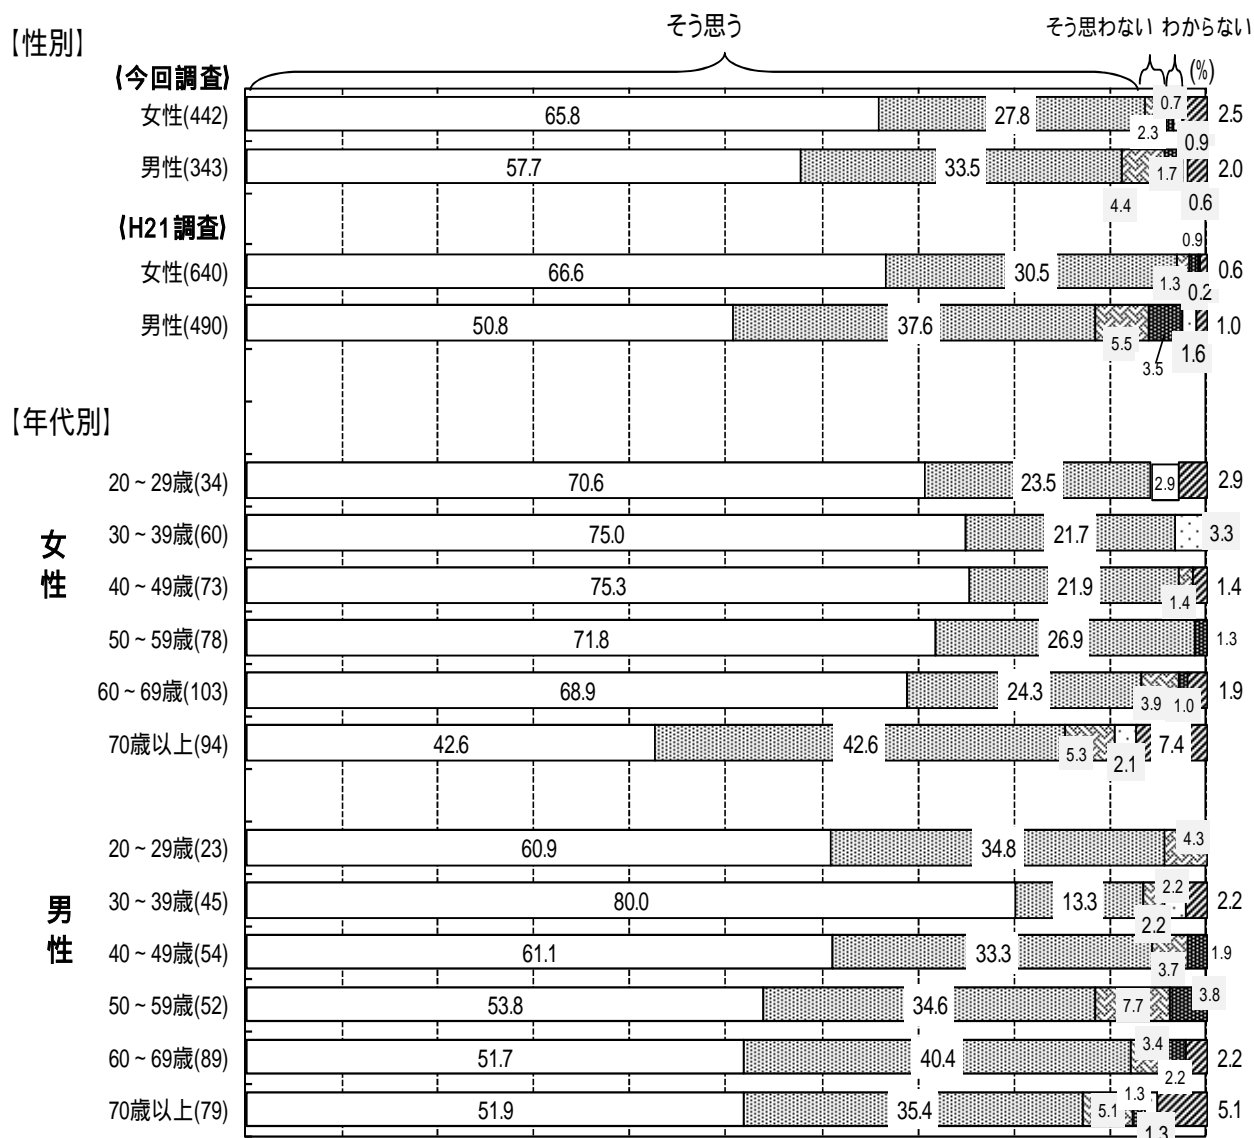 そう思う そう思わない わからない
【性別】
(%)
《今回調査》
女性(442) 65.8 27.8 2.3 0.7 0.9 2.5
男性(343) 57.7 33.5 4.4 1.7 0.6 2.0
《H21調査》
女性(640) 66.6 30.5 1.3 0.9 0.2 0.6
男性(490) 50.8 37.6 5.5 3.5 1.6 1.0
【年代別】
女性
20~29歳(34) 70.6 23.5 2.9 2.9
30~39歳(60) 75.0 21.7 3.3
40~49歳(73) 75.3 21.9 1.4 1.4
50~59歳(78) 71.8 26.9 1.3
60~69歳(103) 68.9 24.3 3.9 1.0 1.9
70歳以上(94) 42.6 42.6 5.3 2.1 7.4
男性
20~29歳(23) 60.9 34.8 4.3
30~39歳(45) 80.0 13.3 2.2 2.2 2.2
40~49歳(54) 61.1 33.3 3.7 1.9
50~59歳(52) 53.8 34.6 7.7 3.8
60~69歳(89) 51.7 40.4 3.4 2.2 2.2
70歳以上(79) 51.9 35.4 5.1 1.3 1.3 5.1